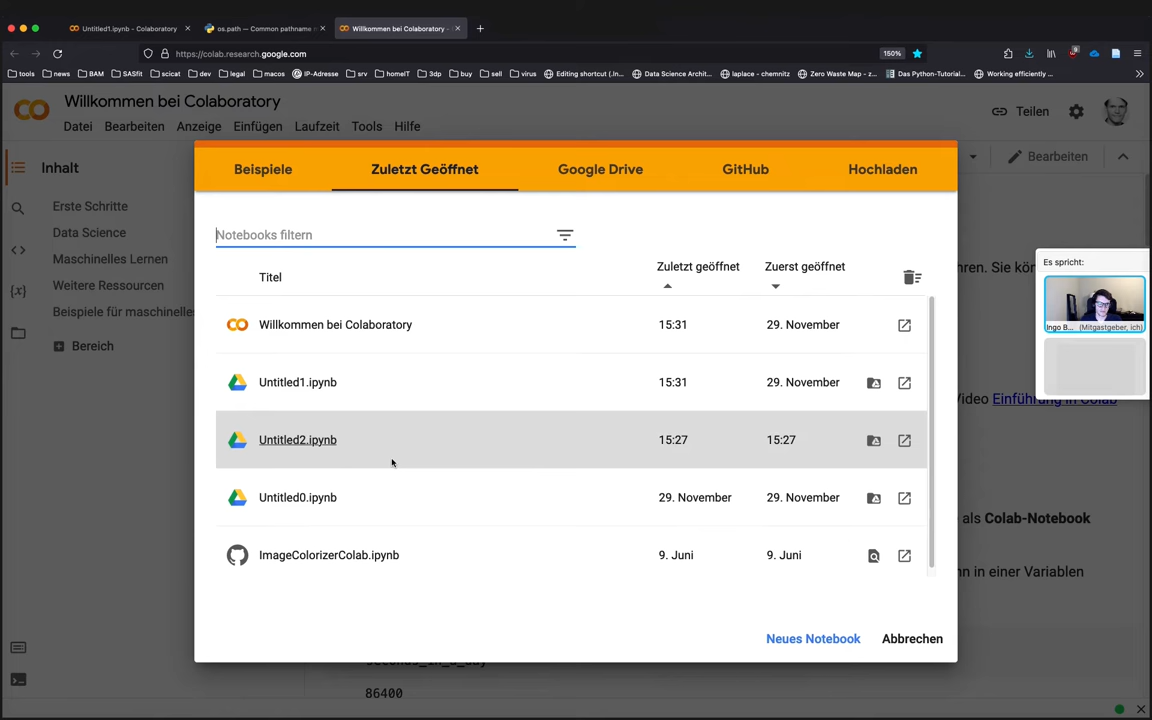 Untitled1.ipynb - Colaboratory
os.path — Common pathname
Willkommen bei Colaboratory -
https://colab.research.google.com
150%
tools news BAM SASfit scicat dev legal macos IP-Adresse srv homeIT 3dp buy sell virus Editing shortcut (.ln... Data Science Archit... laplace - chemnitz Zero Waste Map - z... Das Python-Tutorial... Working efficiently ...
Willkommen bei Colaboratory
Datei Bearbeiten Anzeige Einfügen Laufzeit Tools Hilfe
Teilen
Bearbeiten
Inhalt
Erste Schritte
Data Science
Maschinelles Lernen
Weitere Ressourcen
Beispiele für maschinelles
Bereich
Beispiele
Zuletzt Geöffnet
Google Drive
GitHub
Hochladen
Notebooks filtern
Titel Zuletzt geöffnet Zuerst geöffnet
Willkommen bei Colaboratory 15:31 29. November
Untitled1.ipynb 15:31 29. November
Untitled2.ipynb 15:27 15:27
Untitled0.ipynb 29. November 29. November
ImageColorizerColab.ipynb 9. Juni 9. Juni
Neues Notebook Abbrechen
Es spricht:
Ingo B... (Mitgastgeber, ich)
hren. Sie kön
Video Einführung in Colab
als Colab-Notebook
nn in einer Variablen
seconds_in_a_day
86400